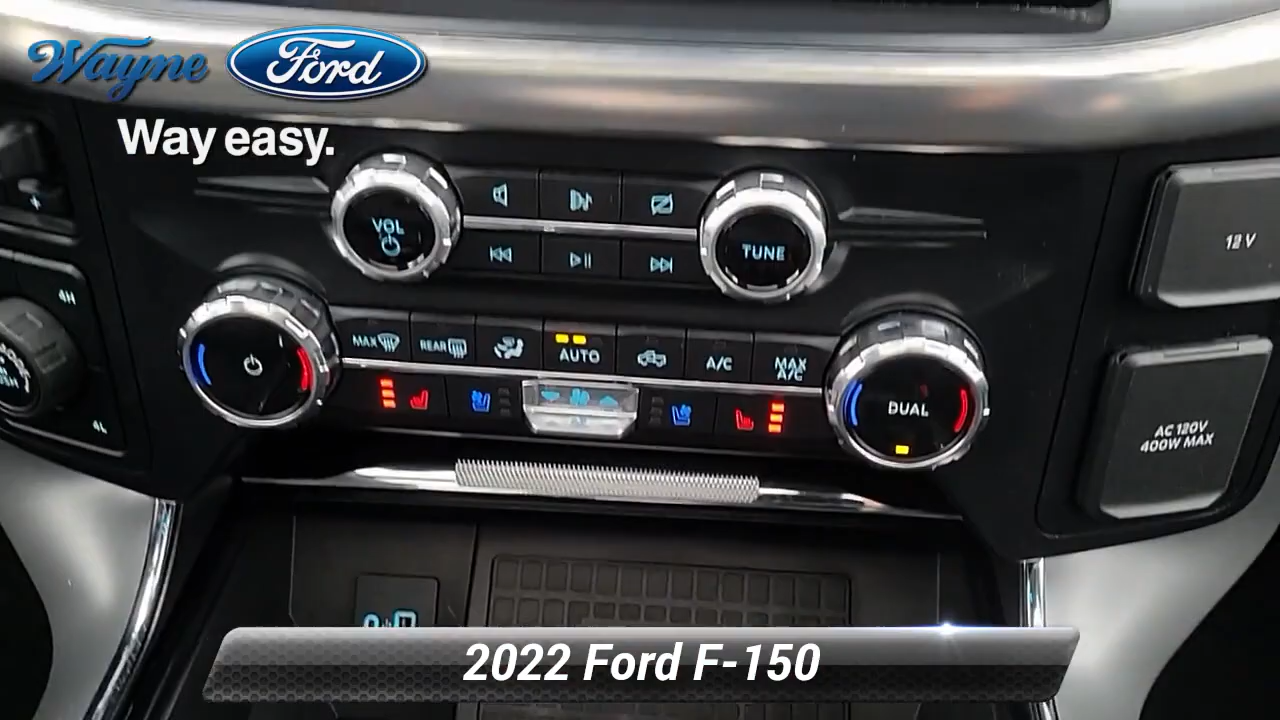 Wayne Ford
Way easy.
VOL
TUNE
12 V
4H
MAX
REAR
AUTO
A/C
MAX A/C
DUAL
4L
AC 120V
400W MAX
2022 Ford F-150